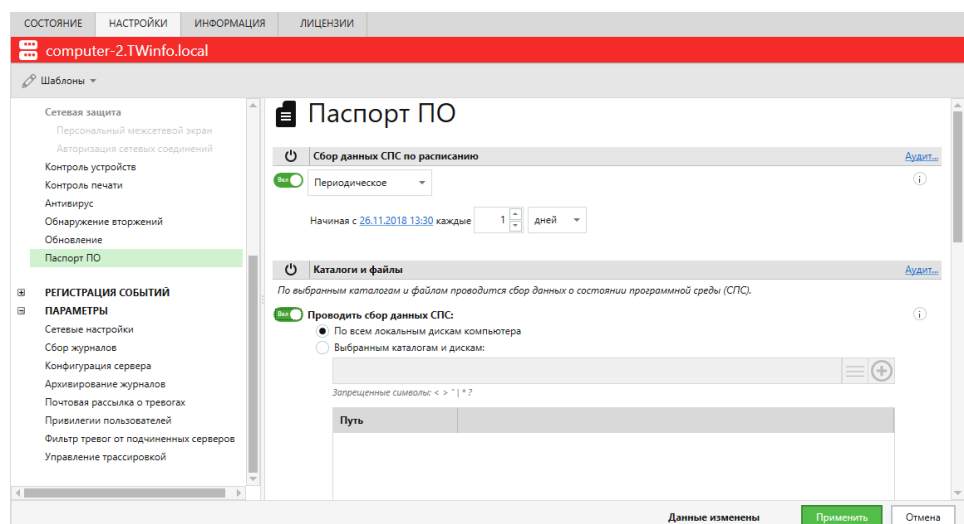 СОСТОЯНИЕ НАСТРОЙКИ ИНФОРМАЦИЯ ЛИЦЕНЗИИ
computer-2.TWinfo.local
Шаблоны
Сетевая защита
Персональный межсетевой экран
Авторизация сетевых соединений
Контроль устройств
Контроль печати
Антивирус
Обнаружение вторжений
Обновление
Паспорт ПО
РЕГИСТРАЦИЯ СОБЫТИЙ
ПАРАМЕТРЫ
Сетевые настройки
Сбор журналов
Конфигурация сервера
Архивирование журналов
Почтовая рассылка о тревогах
Привилегии пользователей
Фильтр тревог от подчиненных серверов
Управление трассировкой
Паспорт ПО
Сбор данных СПС по расписанию Аудит...
Вкл Периодическое
Начиная с 26.11.2018 13:30 каждые 1 дней
Каталоги и файлы Аудит...
По выбранным каталогам и файлам проводится сбор данных о состоянии программной среды (СПС).
Вкл Проводить сбор данных СПС:
По всем локальным дискам компьютера
Выбранным каталогам и дискам:
Запрещенные символы: < > " | * ?
Путь
Данные изменены Применить Отмена